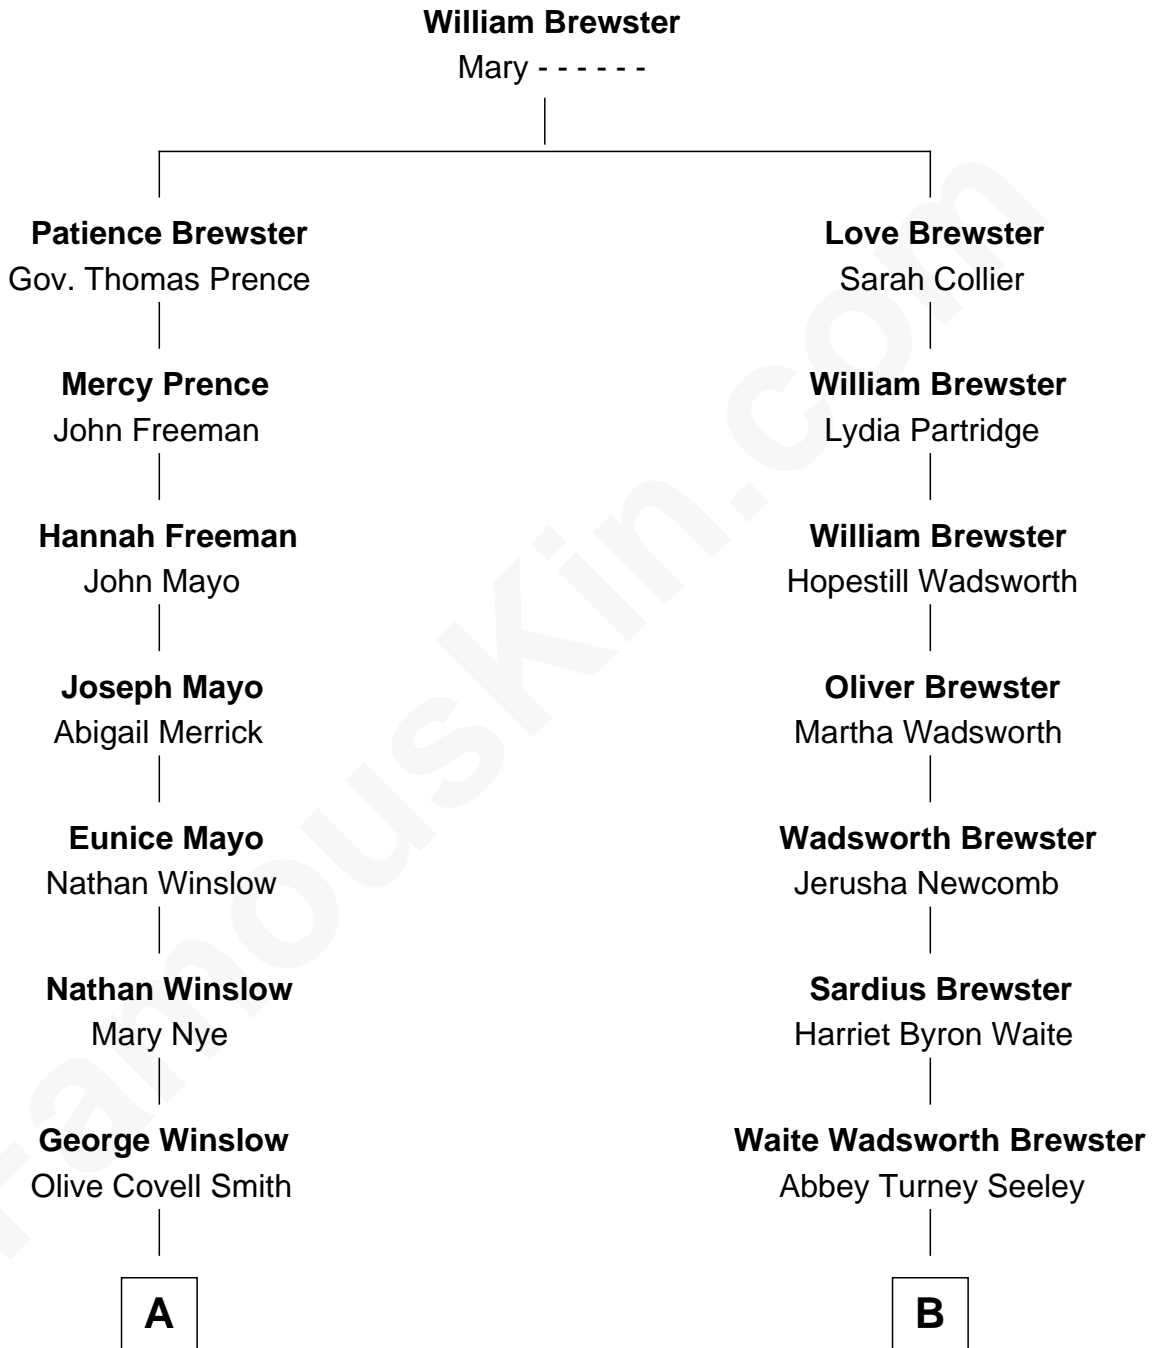 William Brewster
Mary - - - - - -
Patience Brewster
Gov. Thomas Prence
Love Brewster
Sarah Collier
Mercy Prence
John Freeman
William Brewster
Lydia Partridge
Hannah Freeman
John Mayo
William Brewster
Hopestill Wadsworth
Joseph Mayo
Abigail Merrick
Oliver Brewster
Martha Wadsworth
Eunice Mayo
Nathan Winslow
Wadsworth Brewster
Jerusha Newcomb
Nathan Winslow
Mary Nye
Sardius Brewster
Harriet Byron Waite
George Winslow
Olive Covell Smith
Waite Wadsworth Brewster
Abbey Turney Seeley
A
B
FamousKin.com